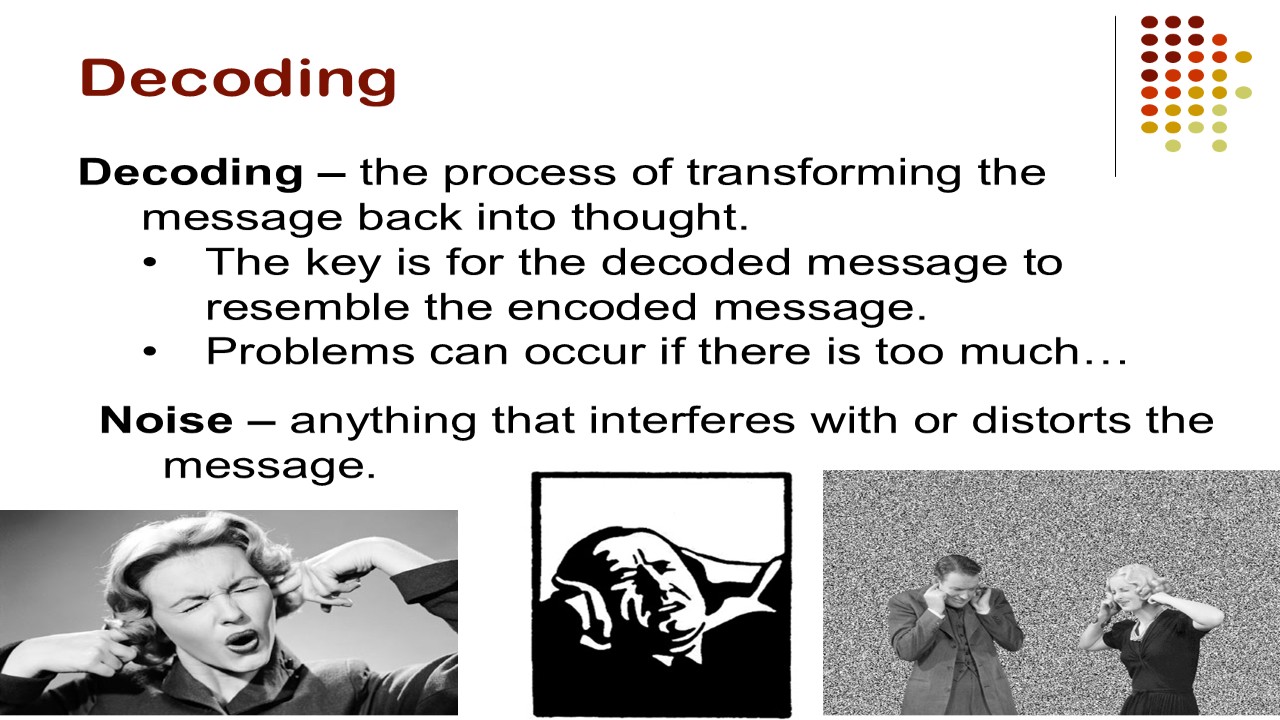 Decoding
Decoding – the process of transforming the
message back into thought.
• The key is for the decoded message to
resemble the encoded message.
• Problems can occur if there is too much…
Noise – anything that interferes with or distorts the
message.